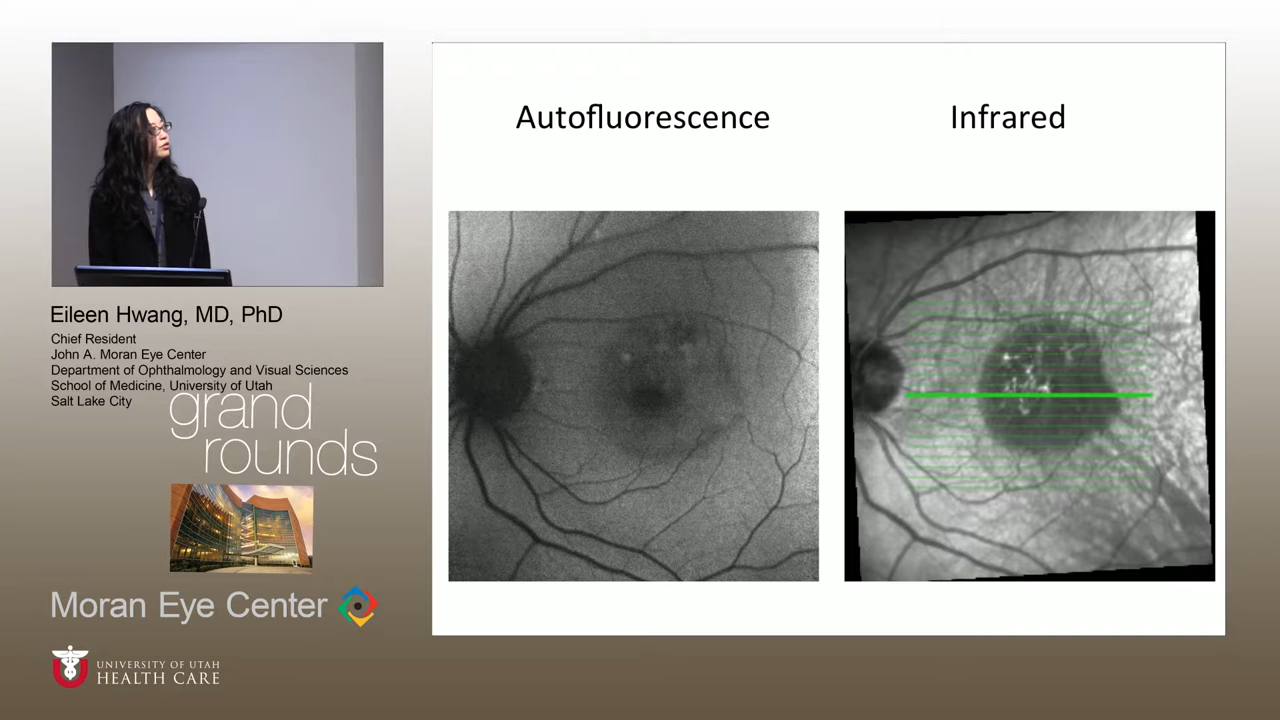 Autofluorescence
Infrared
Eileen Hwang, MD, PhD
Chief Resident
John A. Moran Eye Center
Department of Ophthalmology and Visual Sciences
School of Medicine, University of Utah
Salt Lake City
grand
rounds
Moran Eye Center
UNIVERSITY OF UTAH
HEALTH CARE